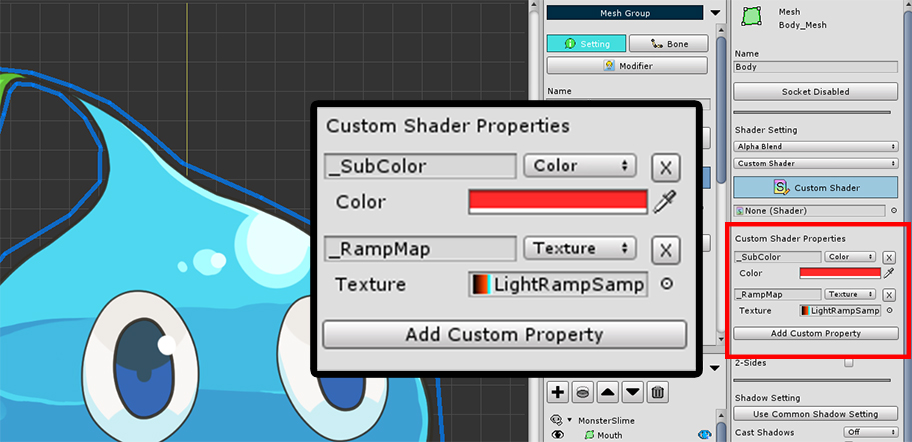 Mesh Group
Setting
Bone
Modifier
Name
Custom Shader Properties
_SubColor
Color
X
Color
_RampMap
Texture
X
Texture
LightRampSamp
Add Custom Property
MonsterSlime
Mouth
Mesh
Body_Mesh
Name
Body
Socket Disabled
Shader Setting
Alpha Blend
Custom Shader
Custom Shader
None (Shader)
Custom Shader Properties
_SubColor
Color
X
Color
_RampMap
Texture
X
Texture
LightRampSamp
Add Custom Property
2-Sides
Shadow Setting
Use Common Shadow Setting
Cast Shadows
Off